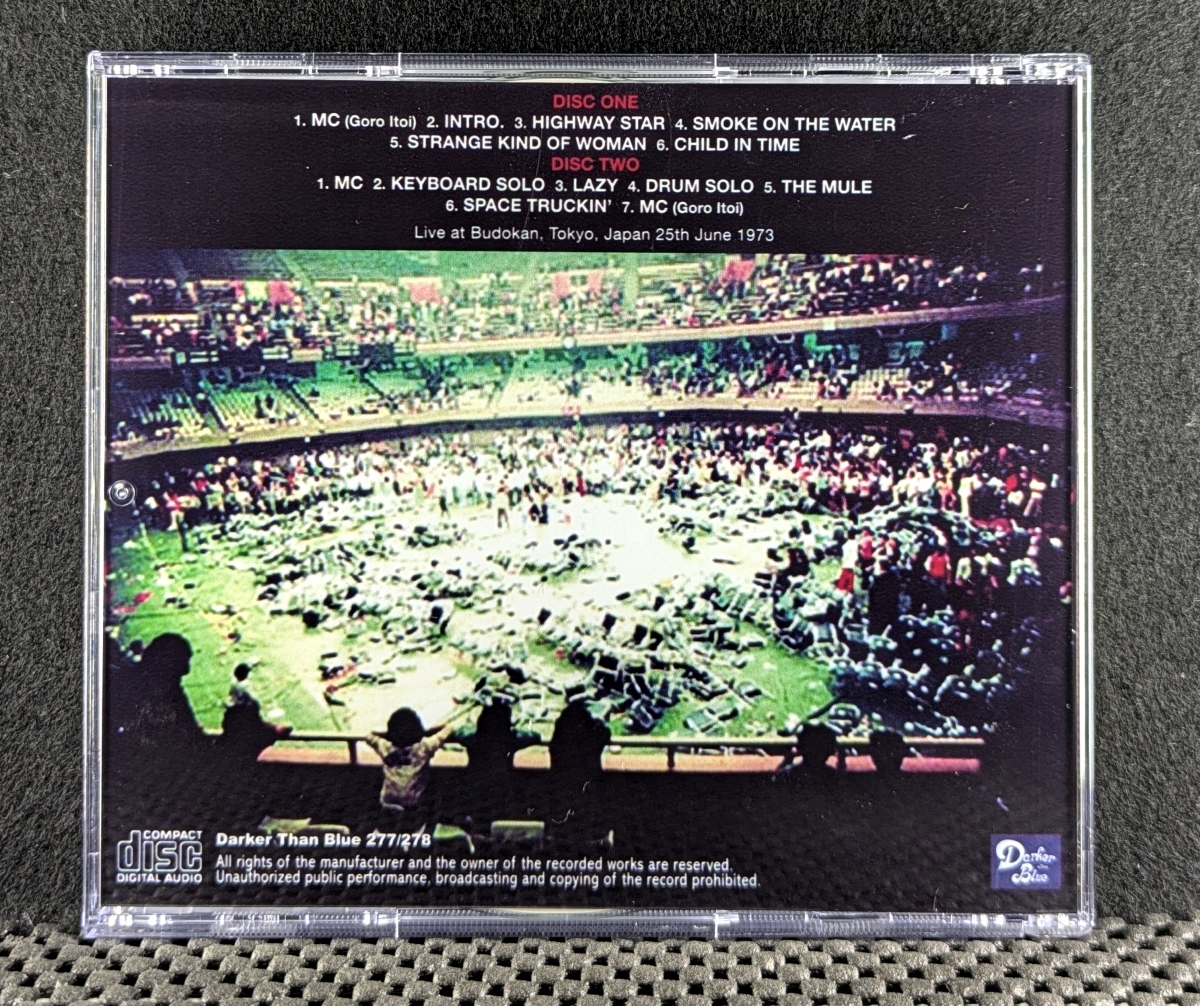 DISC ONE
1. MC (Goro Itoi) 2. INTRO. 3. HIGHWAY STAR 4. SMOKE ON THE WATER
5. STRANGE KIND OF WOMAN 6. CHILD IN TIME
DISC TWO
1. MC 2. KEYBOARD SOLO 3. LAZY 4. DRUM SOLO 5. THE MULE
6. SPACE TRUCKIN' 7. MC (Goro Itoi)
Live at Budokan, Tokyo, Japan 25th June 1973
COMPACT
disc
DIGITAL AUDIO
Darker Than Blue 277/278
All rights of the manufacturer and the owner of the recorded works are reserved.
Unauthorized public performance, broadcasting and copying of the record prohibited.
Darker
Blue